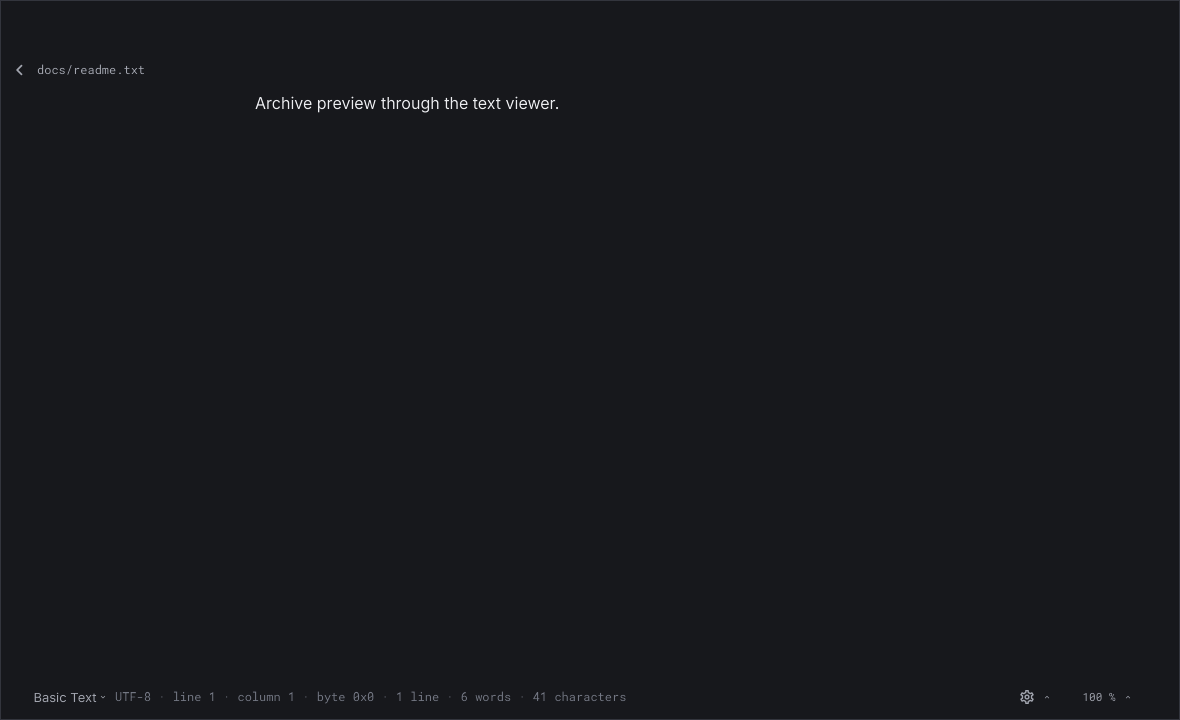 docs/readme.txt
Archive preview through the text viewer.
Basic Text UTF-8 · line 1 · column 1 · byte 0x0 · 1 line · 6 words · 41 characters 100 %